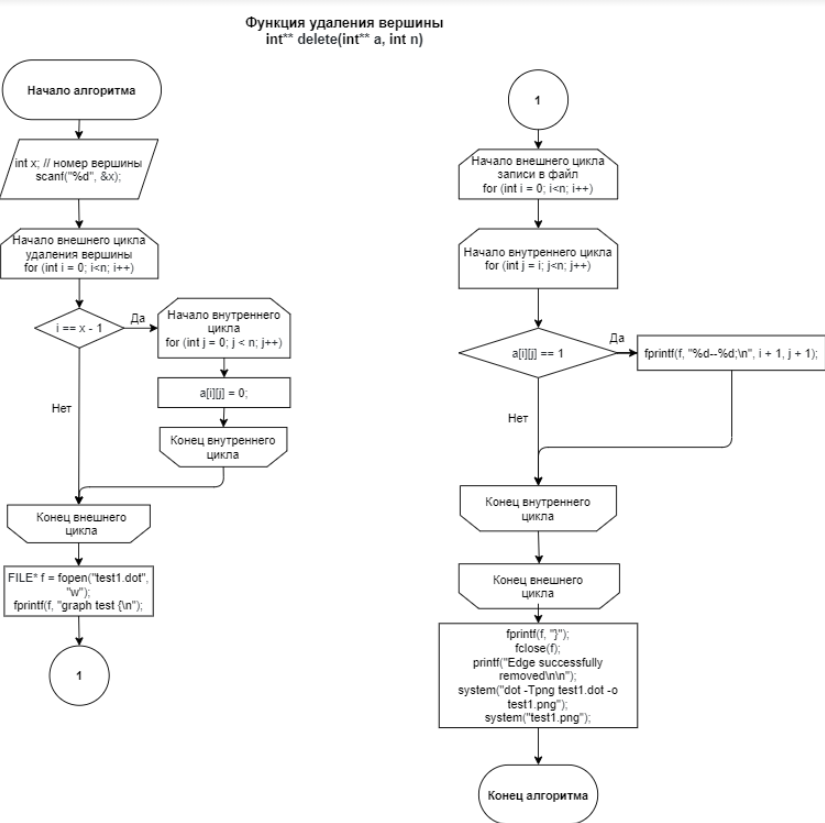 Функция удаления вершины
int** delete(int** a, int n)
Начало алгоритма
int x; // номер вершины
scanf("%d", &x);
Начало внешнего цикла
удаления вершины
for (int i = 0; i<n; i++)
i == x - 1
Да
Нет
Начало внутреннего
цикла
for (int j = 0; j < n; j++)
a[i][j] = 0;
Конец внутреннего
цикла
Конец внешнего
цикла
FILE* f = fopen("test1.dot",
"w");
fprintf(f, "graph test {\n");
1
1
Начало внешнего цикла
записи в файл
for (int i = 0; i<n; i++)
Начало внутреннего цикла
for (int j = i; j<n; j++)
a[i][j] == 1
Да
fprintf(f, "%d--%d;\n", i + 1, j + 1);
Нет
Конец внутреннего
цикла
Конец внешнего
цикла
fprintf(f, "}");
fclose(f);
printf("Edge successfully
removed\n\n");
system("dot -Tpng test1.dot -o
test1.png");
system("test1.png");
Конец алгоритма